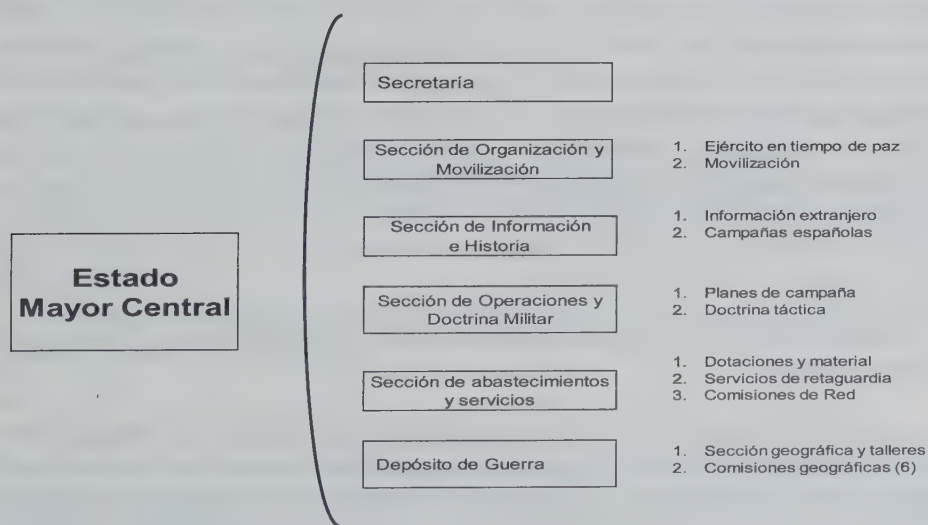 Estado
Mayor Central
Secretaría
Sección de Organización y
Movilización
1. Ejército en tiempo de paz
2. Movilización
Sección de Información
e Historia
1. Información extranjero
2. Campañas españolas
Sección de Operaciones y
Doctrina Militar
1. Planes de campaña
2. Doctrina táctica
Sección de abastecimientos
y servicios
1. Dotaciones y material
2. Servicios de retaguardia
3. Comisiones de Red
Depósito de Guerra
1. Sección geográfica y talleres
2. Comisiones geográficas (6)